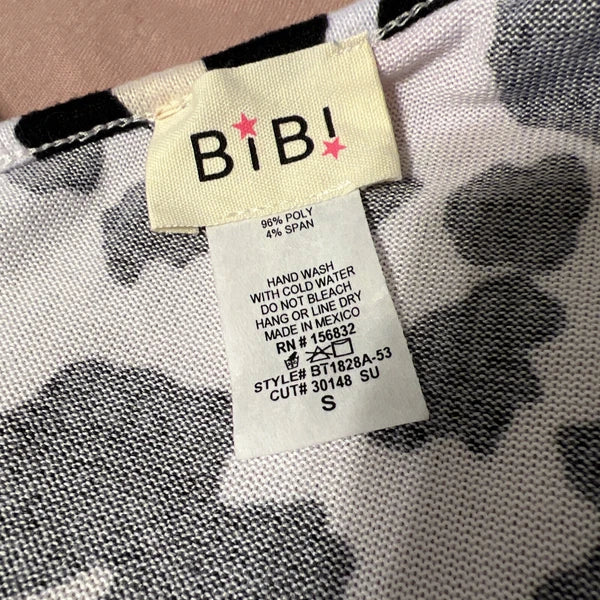 BiBi
96% POLY
4% SPAN
HAND WASH
WITH COLD WATER
DO NOT BLEACH
HANG OR LINE DRY
MADE IN MEXICO
RN# 156832
STYLE# BT1828A-53
CUT# 30148 SU
S